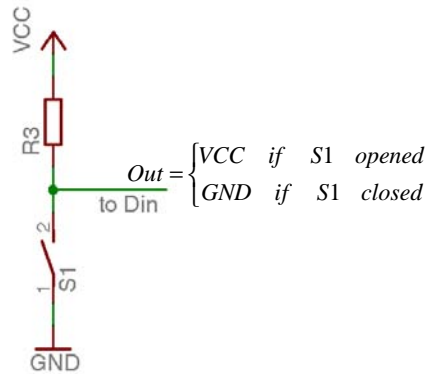 VCC
R3
Out = { VCC if S1 opened
GND if S1 closed
to Din
2
1
S1
GND